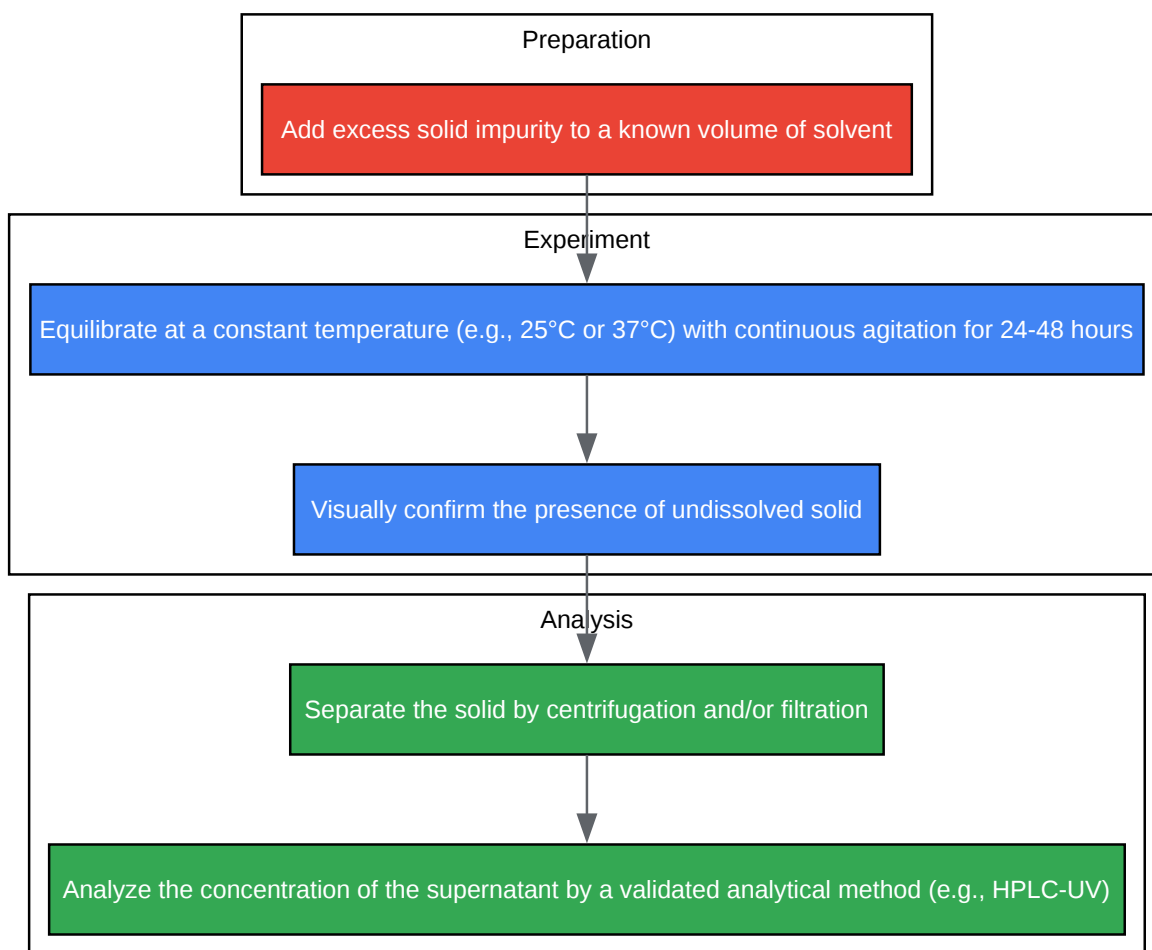 Preparation
Add excess solid impurity to a known volume of solvent
Experiment
Equilibrate at a constant temperature (e.g., 25°C or 37°C) with continuous agitation for 24-48 hours
Visually confirm the presence of undissolved solid
Analysis
Separate the solid by centrifugation and/or filtration
Analyze the concentration of the supernatant by a validated analytical method (e.g., HPLC-UV)